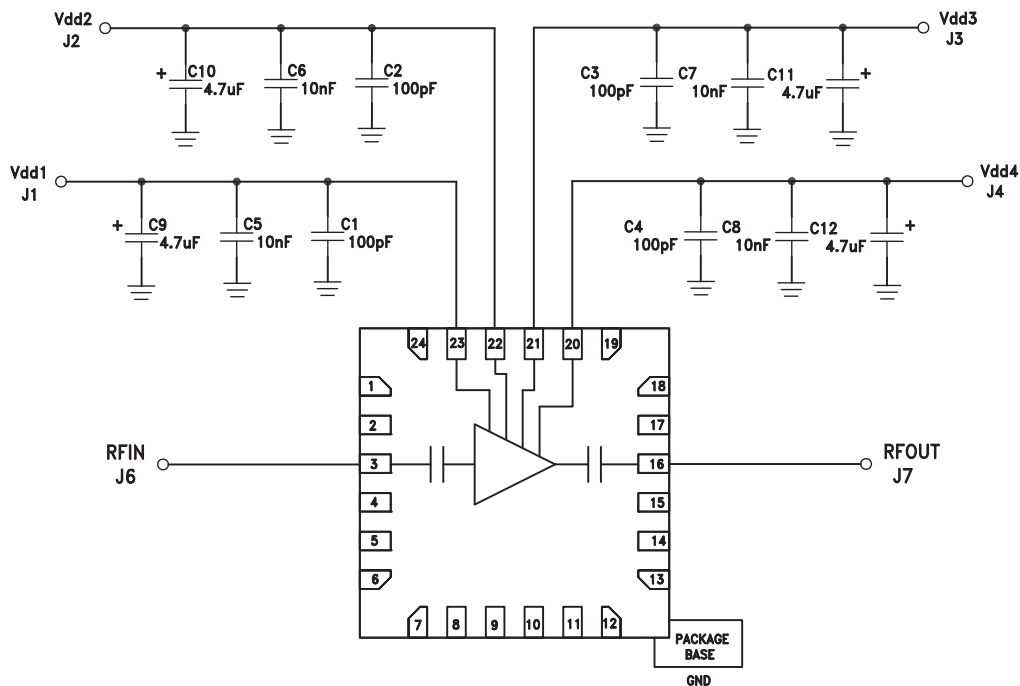 Vdd2
J2
+ C10
4.7uF
C6
10nF
C2
100pF
Vdd3
J3
C3
100pF
C7
10nF
C11
4.7uF +
Vdd1
J1
+ C9
4.7uF
C5
10nF
C1
100pF
Vdd4
J4
C4
100pF
C8
10nF
C12
4.7uF +
24 23 22 21 20 19
1
2
3
4
5
6
18
17
16
15
14
13
RFIN
J6
RFOUT
J7
7 8 9 10 11 12
PACKAGE
BASE
GND